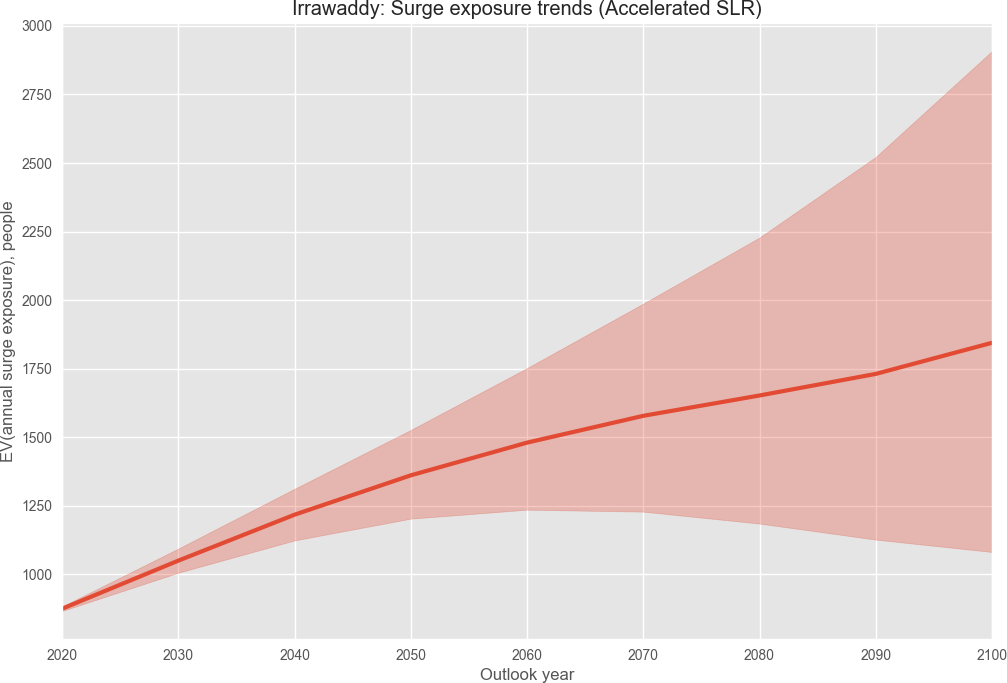 Irrawaddy: Surge exposure trends (Accelerated SLR)
3000
2750
2500
2250
2000
1750
1500
1250
1000
EV(annual surge exposure), people
2020 2030 2040 2050 2060 2070 2080 2090 2100
Outlook year